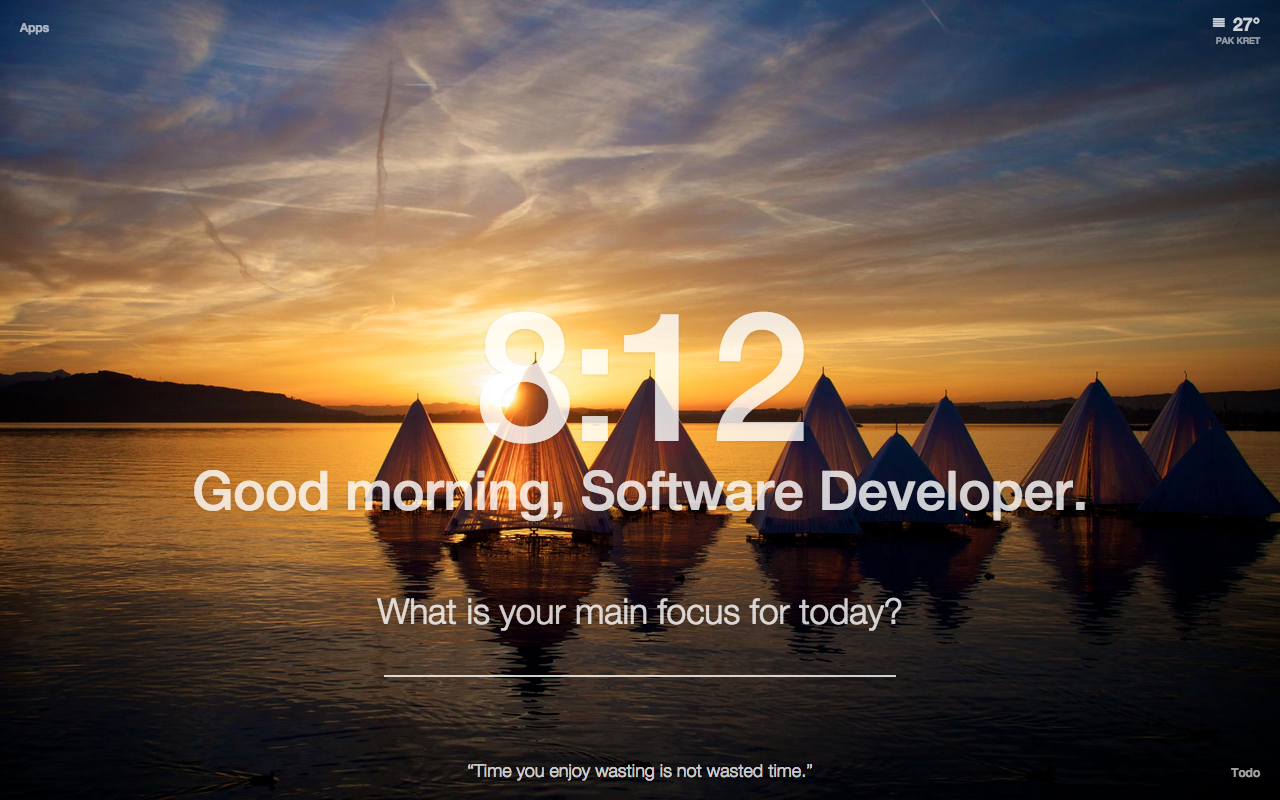 Apps
27°
PAK KRET
8:12
Good morning, Software Developer.
What is your main focus for today?
“Time you enjoy wasting is not wasted time.”
Todo